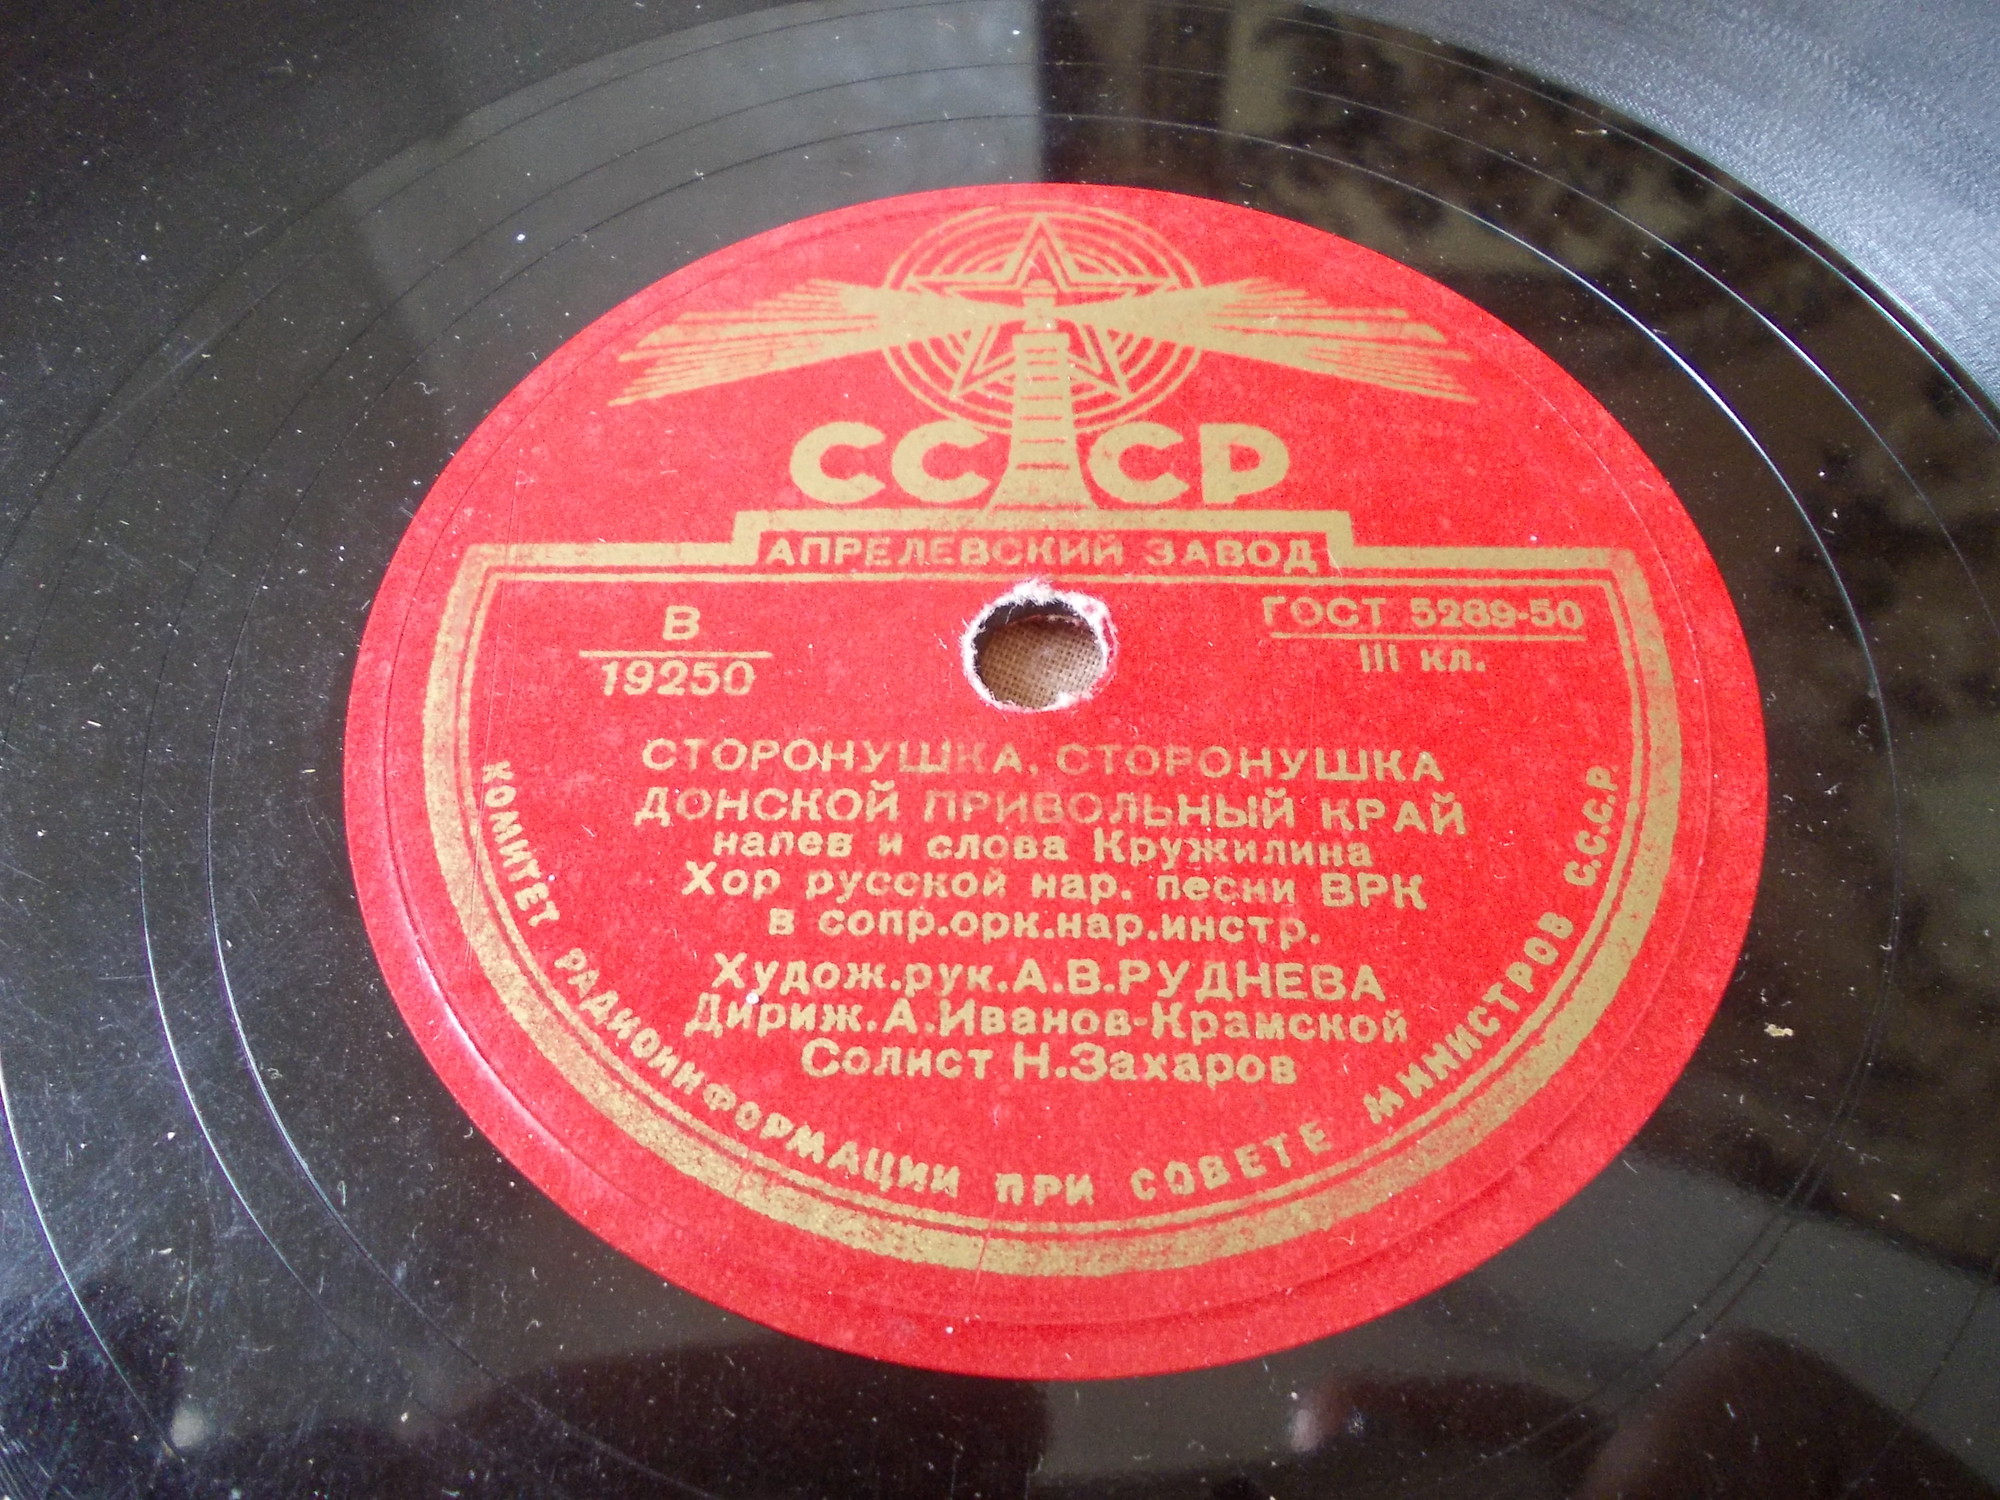 СССР
АПРЕЛЕВСКИЙ ЗАВОД
В
19250
ГОСТ 5289-50
III кл.
СТОРОНУШКА, СТОРОНУШКА
ДОНСКОЙ ПРИВОЛЬНЫЙ КРАЙ
напев и слова Кружилина
Хор русской нар. песни ВРК
в сопр.орк.нар.инстр.
Худож.рук.А.В.РУДНЕВА
Дириж.А.Иванов-Крамской
Солист Н.Захаров
КОМИТЕТ РАДИОИНФОРМАЦИИ ПРИ СОВЕТЕ МИНИСТРОВ С.С.С.Р.